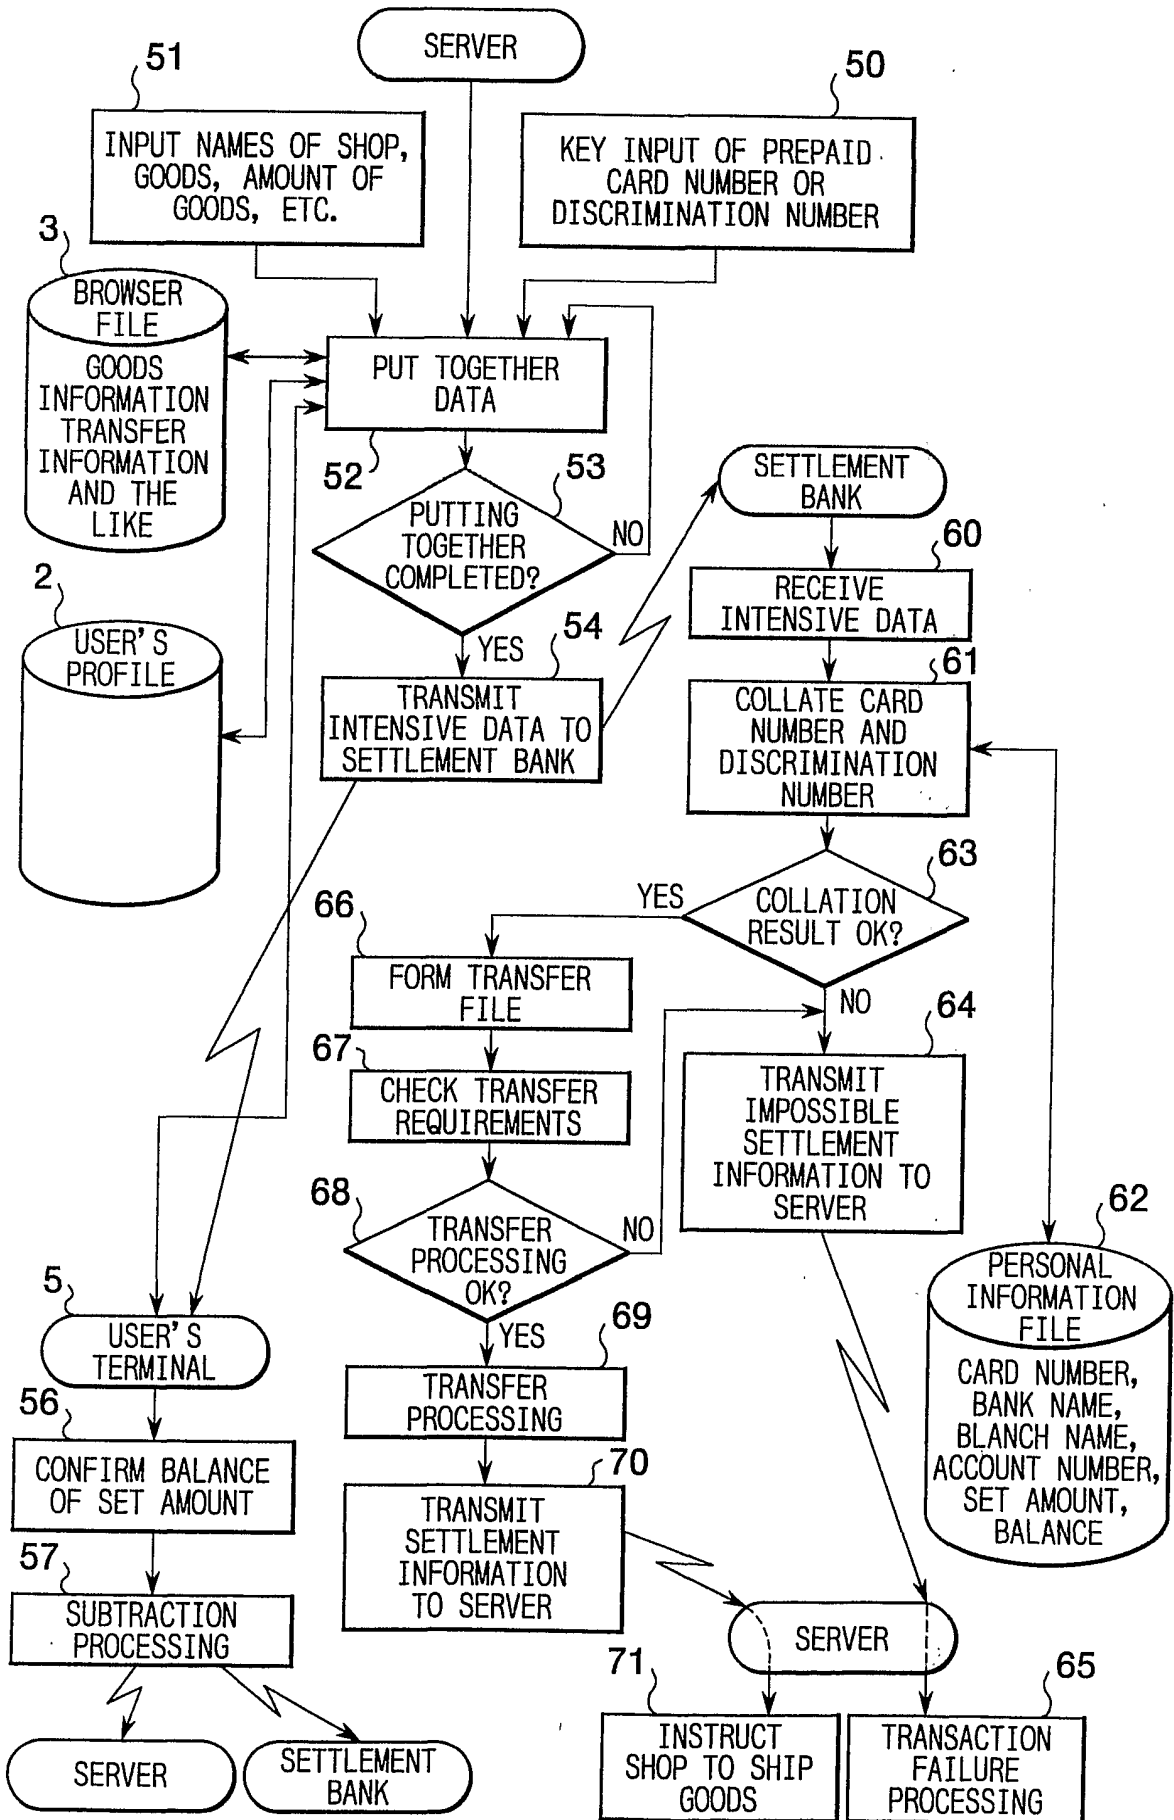 SERVER
51
INPUT NAMES OF SHOP,
GOODS, AMOUNT OF
GOODS, ETC.
50
KEY INPUT OF PREPAID
CARD NUMBER OR
DISCRIMINATION NUMBER
3
BROWSER
FILE
GOODS
INFORMATION
TRANSFER
INFORMATION
AND THE
LIKE
PUT TOGETHER
DATA
52
53
PUTTING
TOGETHER
COMPLETED?
NO
YES
2
USER'S
PROFILE
54
TRANSMIT
INTENSIVE DATA TO
SETTLEMENT BANK
SETTLEMENT
BANK
60
RECEIVE
INTENSIVE DATA
61
COLLATE CARD
NUMBER AND
DISCRIMINATION
NUMBER
63
COLLATION
RESULT OK?
YES
NO
66
FORM TRANSFER
FILE
67
CHECK TRANSFER
REQUIREMENTS
68
TRANSFER
PROCESSING
OK?
NO
YES
64
TRANSMIT
IMPOSSIBLE
SETTLEMENT
INFORMATION TO
SERVER
62
PERSONAL
INFORMATION
FILE
CARD NUMBER,
BANK NAME,
BLANCH NAME,
ACCOUNT NUMBER,
SET AMOUNT,
BALANCE
5
USER'S
TERMINAL
56
CONFIRM BALANCE
OF SET AMOUNT
57
SUBTRACTION
PROCESSING
SERVER
SETTLEMENT
BANK
69
TRANSFER
PROCESSING
70
TRANSMIT
SETTLEMENT
INFORMATION
TO SERVER
SERVER
71
INSTRUCT
SHOP TO SHIP
GOODS
65
TRANSACTION
FAILURE
PROCESSING